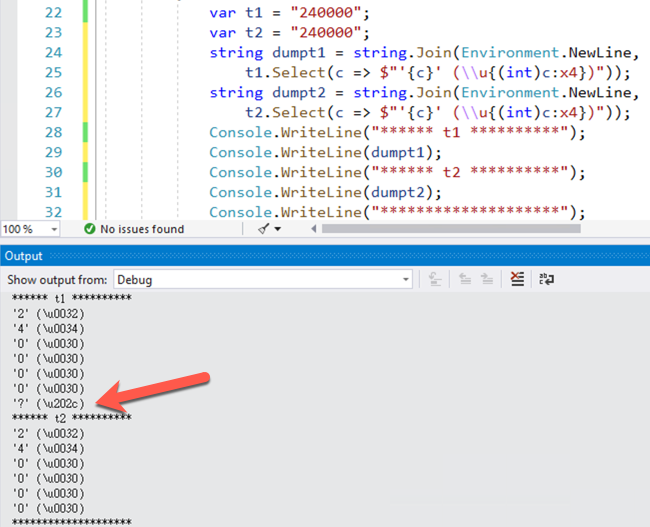 22 var t1 = "240000";
23 var t2 = "240000";
24 string dumpt1 = string.Join(Environment.NewLine,
25 t1.Select(c => $"'{c}' (\\u{(int)c:x4})"));
26 string dumpt2 = string.Join(Environment.NewLine,
27 t2.Select(c => $"'{c}' (\\u{(int)c:x4})"));
28 Console.WriteLine("****** t1 **********");
29 Console.WriteLine(dumpt1);
30 Console.WriteLine("****** t2 **********");
31 Console.WriteLine(dumpt2);
32 Console.WriteLine("********************");
100 % No issues found
Output
Show output from: Debug
****** t1 **********
'2' (\u0032)
'4' (\u0034)
'0' (\u0030)
'0' (\u0030)
'0' (\u0030)
'0' (\u0030)
'?' (\u202c)
****** t2 **********
'2' (\u0032)
'4' (\u0034)
'0' (\u0030)
'0' (\u0030)
'0' (\u0030)
'0' (\u0030)
********************